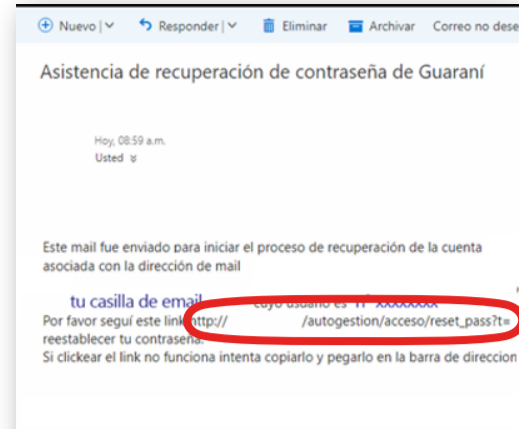 Nuevo | Responder | Eliminar Archivar Correo no dese
Asistencia de recuperación de contraseña de Guaraní
Hoy, 08:59 a.m.
Usted
Este mail fue enviado para iniciar el proceso de recuperación de la cuenta
asociada con la dirección de mail
tu casilla de email cuyo usuario es
Por favor seguí este link http:// /autogestion/acceso/reset_pass?t=
reestablecer tu contraseña.
Si clickear el link no funciona intenta copiarlo y pegarlo en la barra de direccion